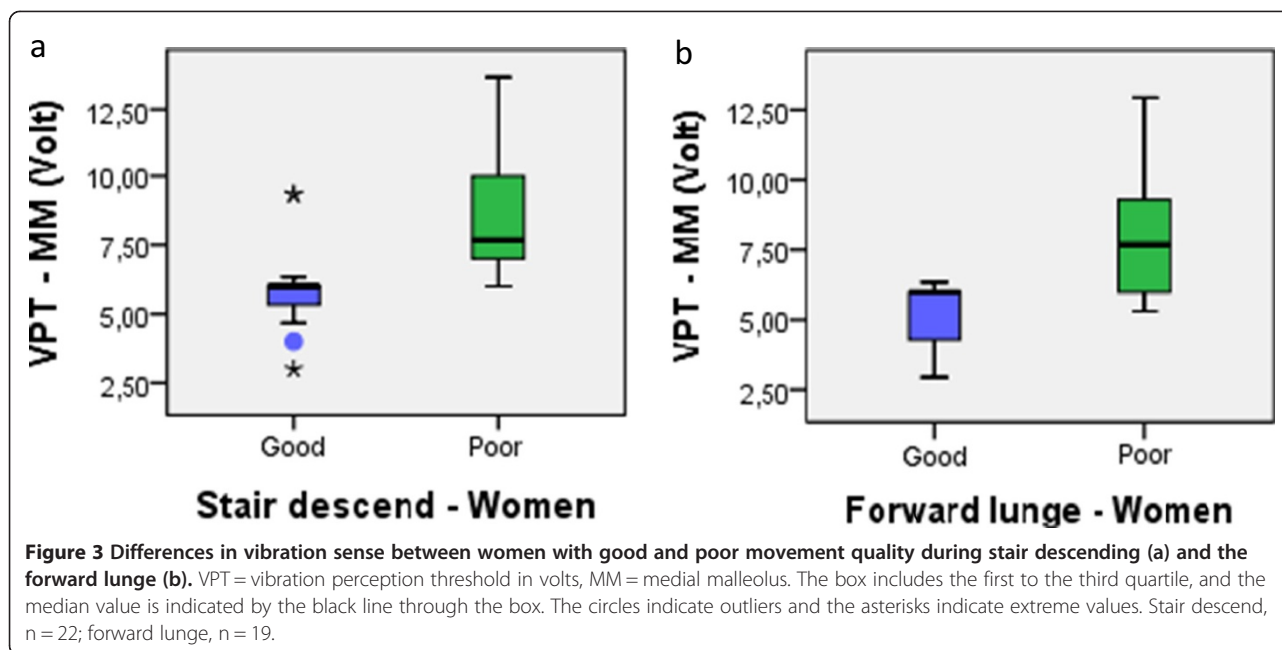 a
VPT - MM (Volt)
12,50
10,00
7,50
5,00
2,50
Good Poor
Stair descend - Women
b
VPT - MM (Volt)
12,50
10,00
7,50
5,00
2,50
Good Poor
Forward lunge - Women
Figure 3 Differences in vibration sense between women with good and poor movement quality during stair descending (a) and the
forward lunge (b). VPT = vibration perception threshold in volts, MM = medial malleolus. The box includes the first to the third quartile, and the
median value is indicated by the black line through the box. The circles indicate outliers and the asterisks indicate extreme values. Stair descend,
n = 22; forward lunge, n = 19.